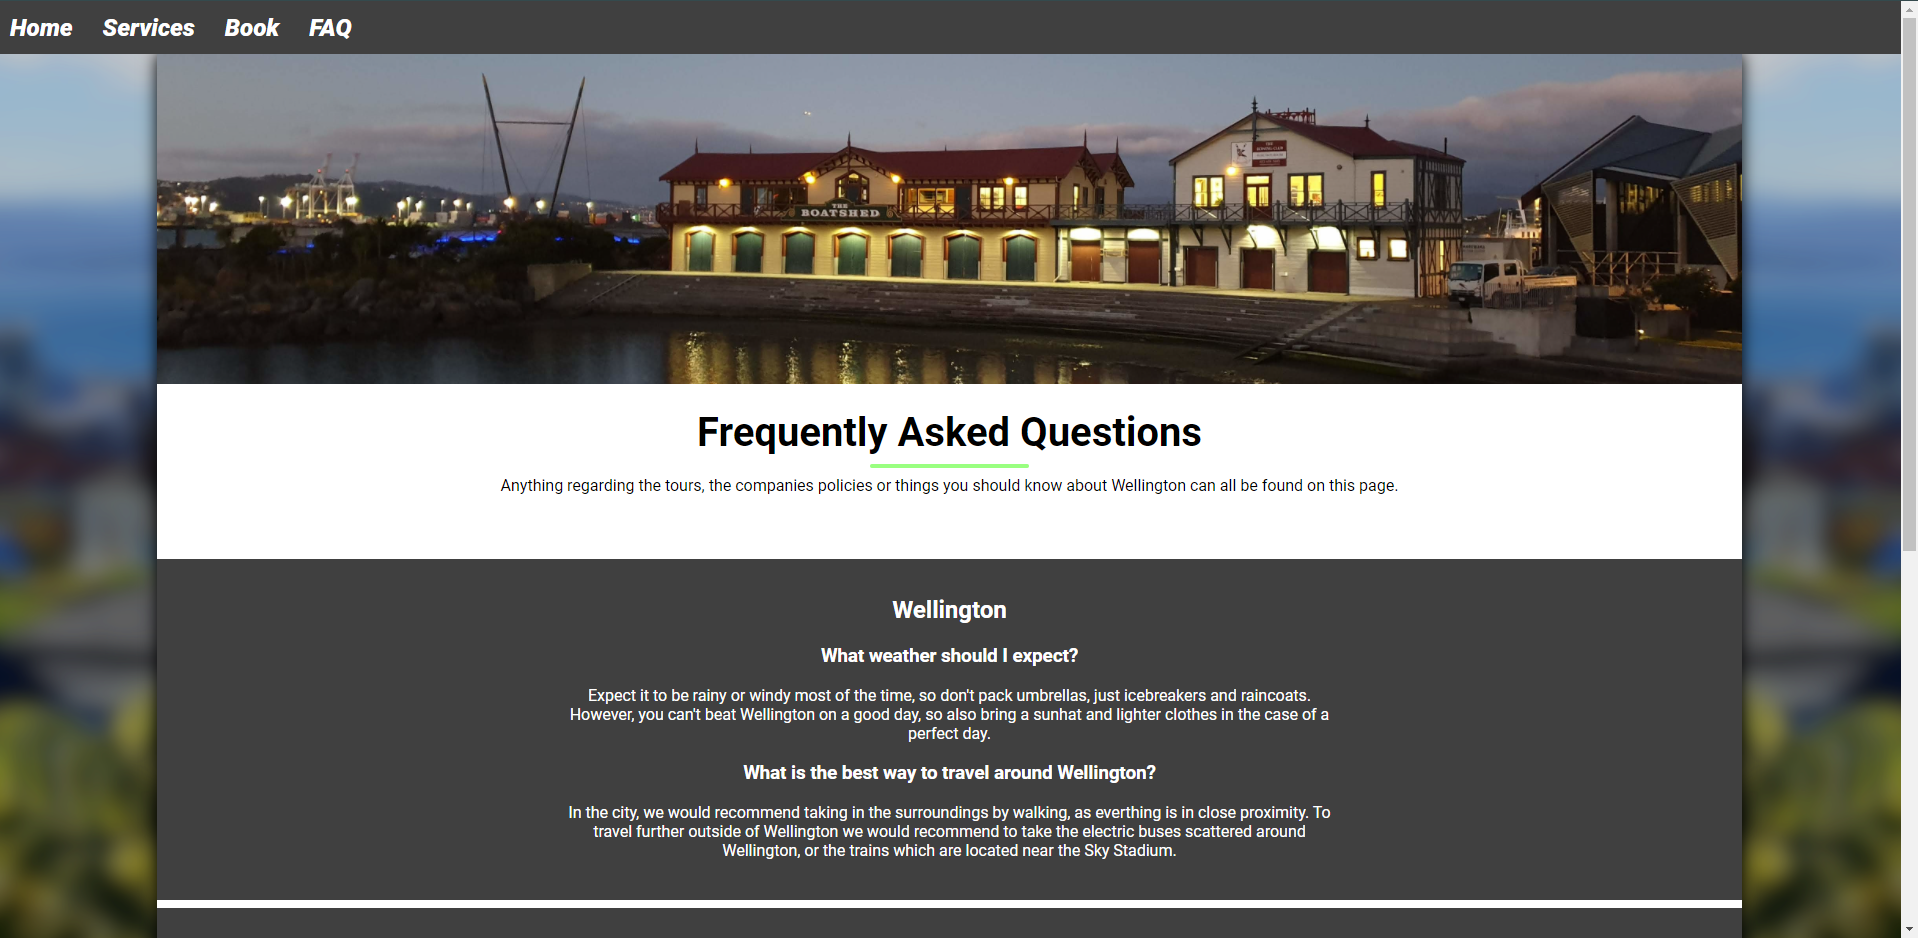 Home Services Book FAQ
THE
BOATSHED
Frequently Asked Questions
Anything regarding the tours, the companies policies or things you should know about Wellington can all be found on this page.
Wellington
What weather should I expect?
Expect it to be rainy or windy most of the time, so don't pack umbrellas, just icebreakers and raincoats.
However, you can't beat Wellington on a good day, so also bring a sunhat and lighter clothes in the case of a
perfect day.
What is the best way to travel around Wellington?
In the city, we would recommend taking in the surroundings by walking, as everthing is in close proximity. To
travel further outside of Wellington we would recommend to take the electric buses scattered around
Wellington, or the trains which are located near the Sky Stadium.